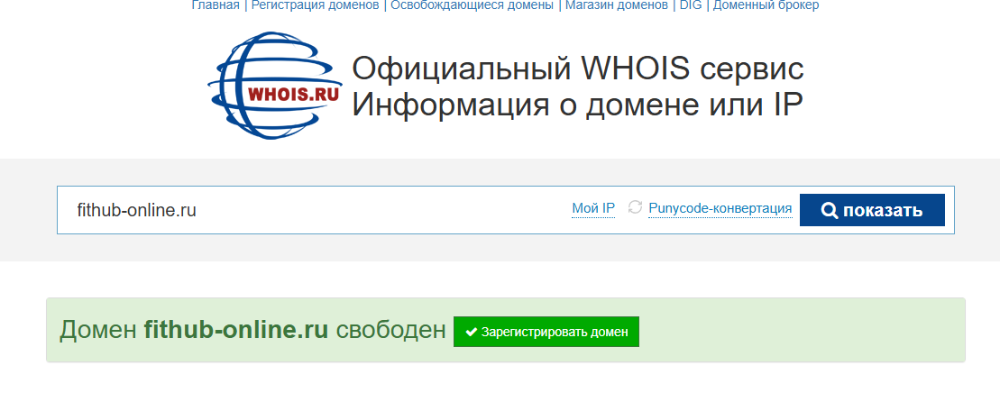 Главная | Регистрация доменов | Освобождающиеся домены | Магазин доменов | DIG | Доменный брокер
WHOIS.RU
Официальный WHOIS сервис
Информация о домене или IP
fithub-online.ru Мой IP Punycode-конвертация показать
Домен fithub-online.ru свободен Зарегистрировать домен